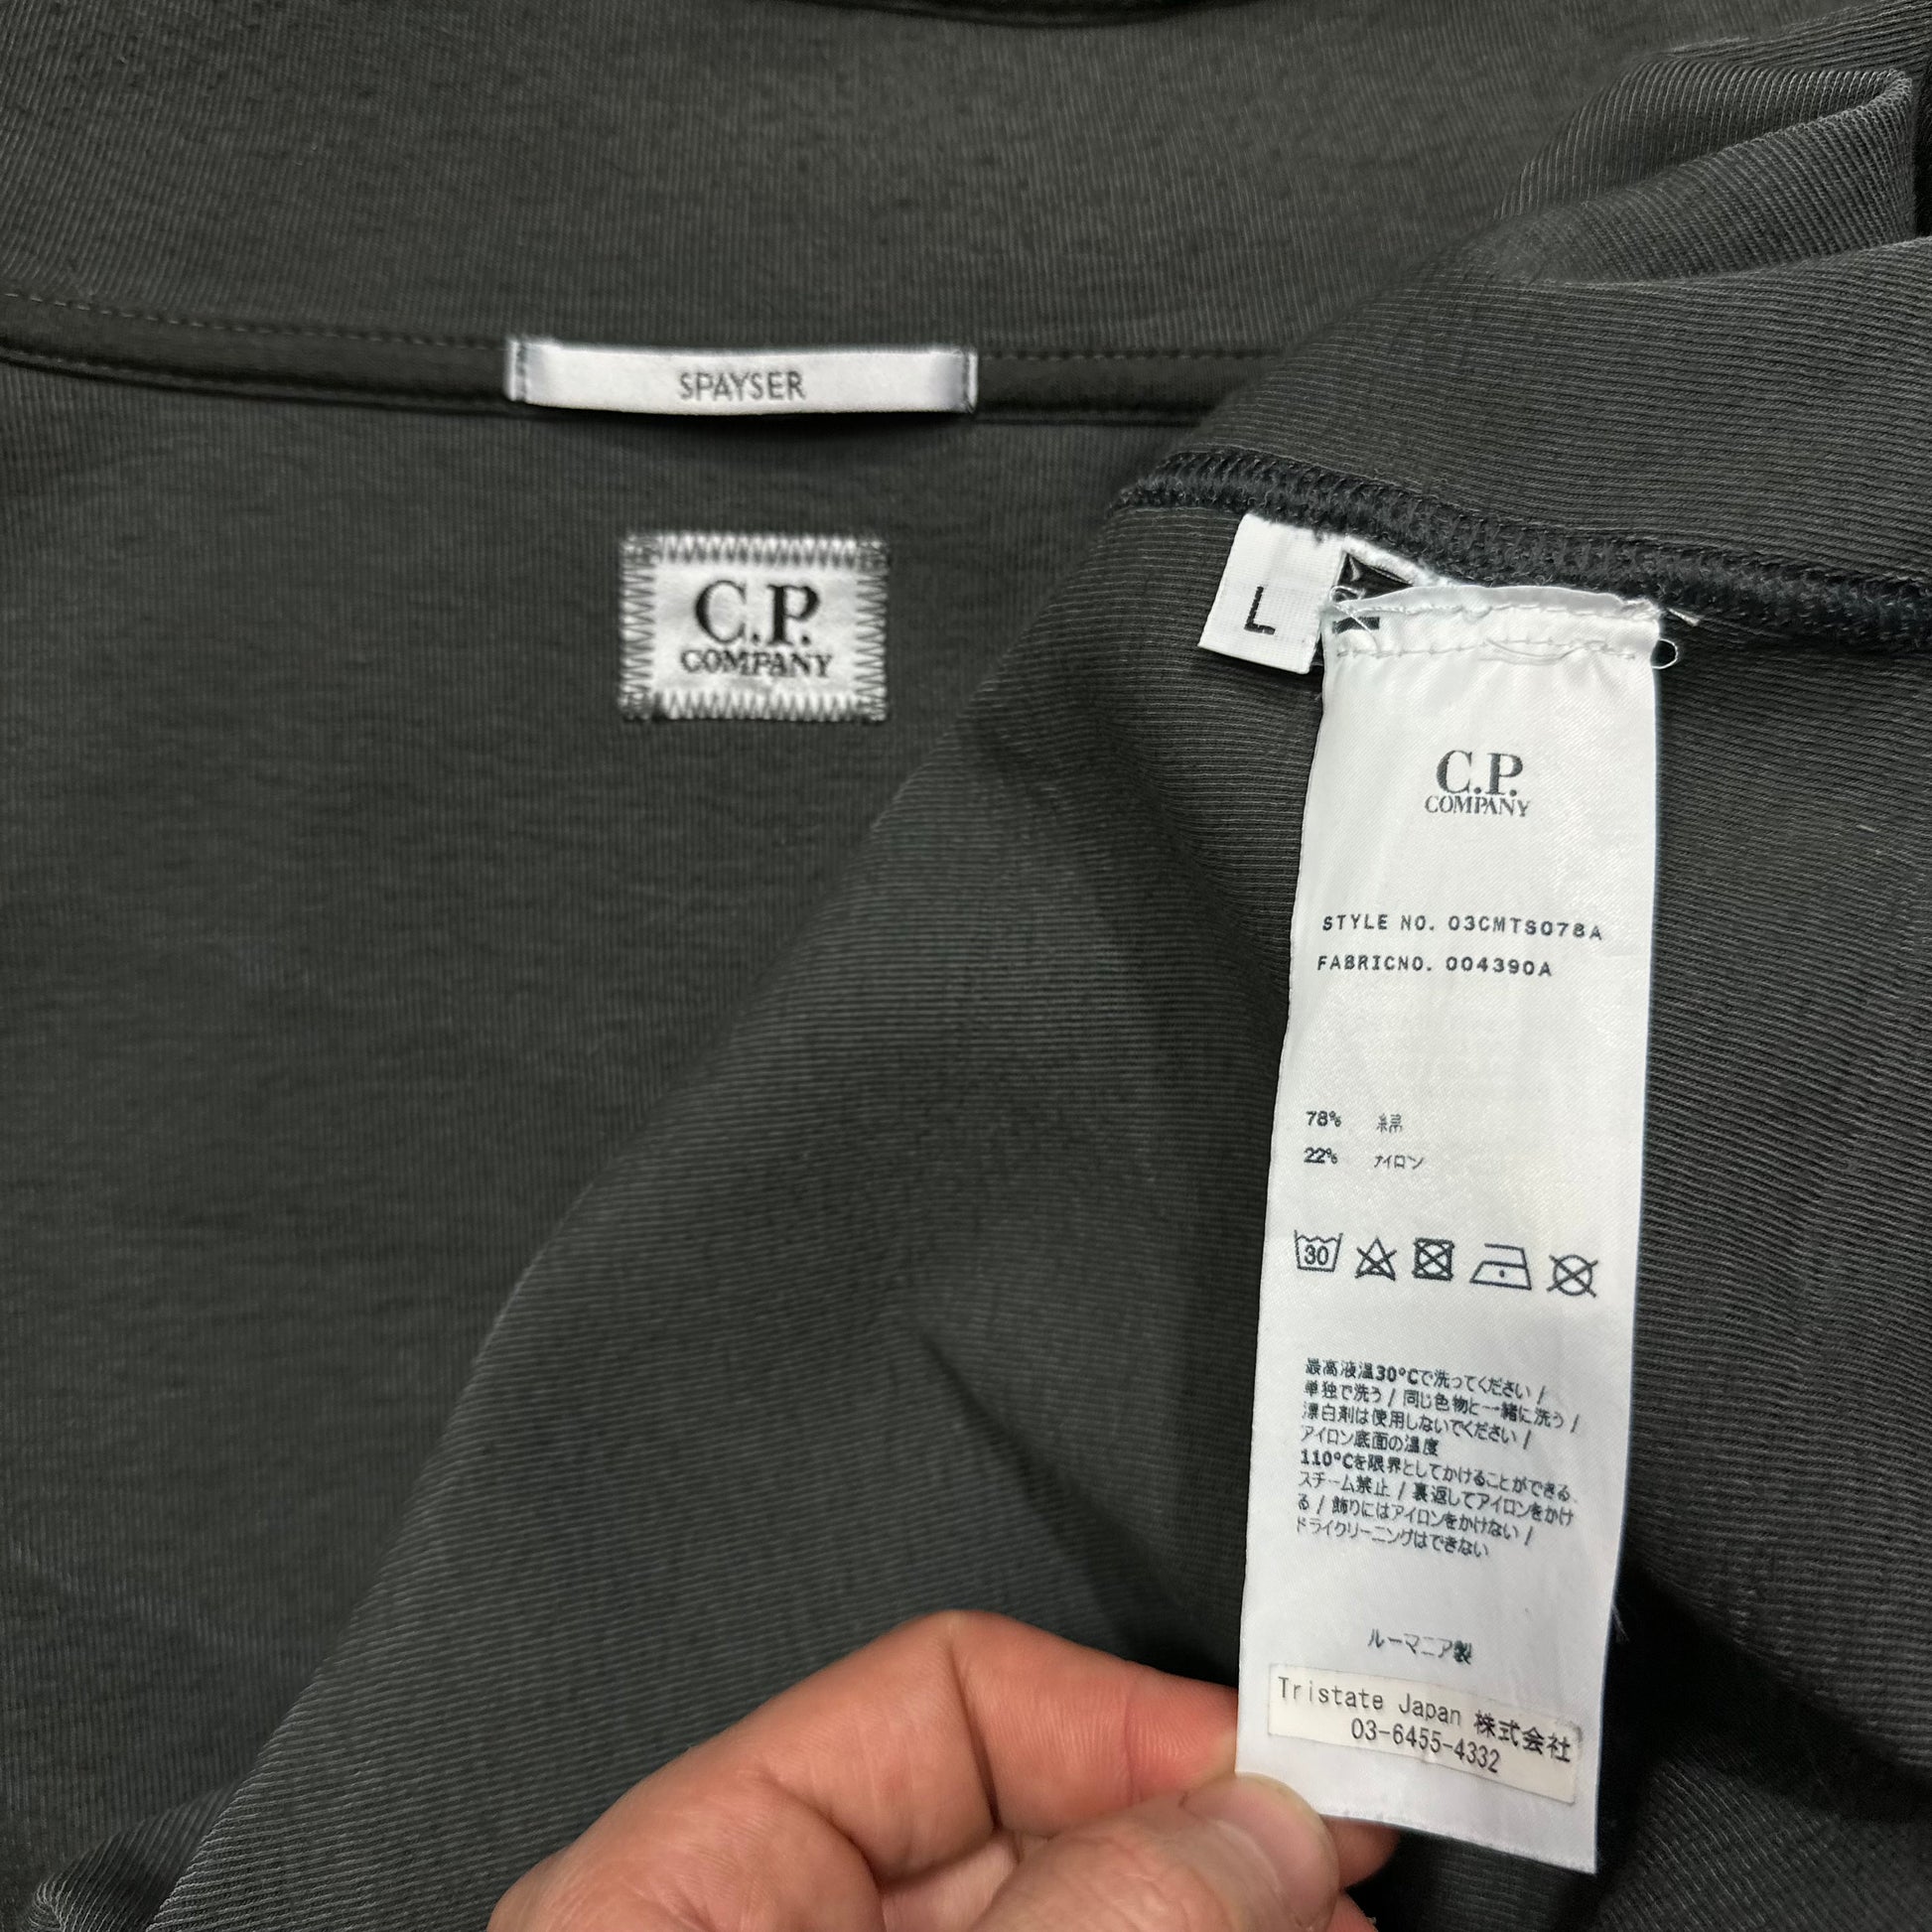 SPAYSER
C.P.
COMPANY
L
C.P.
COMPANY
STYLE NO. 03CMTS078A
FABRICNO. 004390A
78% 綿
22% ナイロン
30
最高液温30°Cで洗ってください /
単独で洗う / 同じ色物と一緒に洗う /
漂白剤は使用しないでください /
アイロン底面の温度
110°Cを限界としてかけることができる
スチーム禁止 / 裏返してアイロンをかけ
る / 飾りにはアイロンをかけない /
ドライクリーニングはできない
ルーマニア製
Tristate Japan 株式会社
03-6455-4332